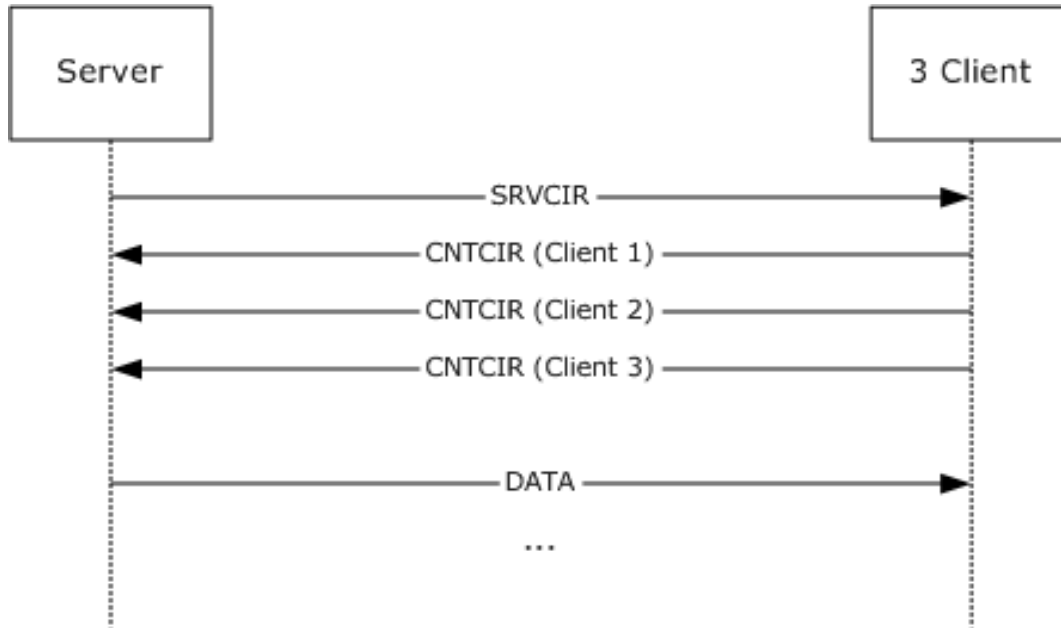 Server
3 Client
SRVCIR
CNTCIR (Client 1)
CNTCIR (Client 2)
CNTCIR (Client 3)
DATA
...